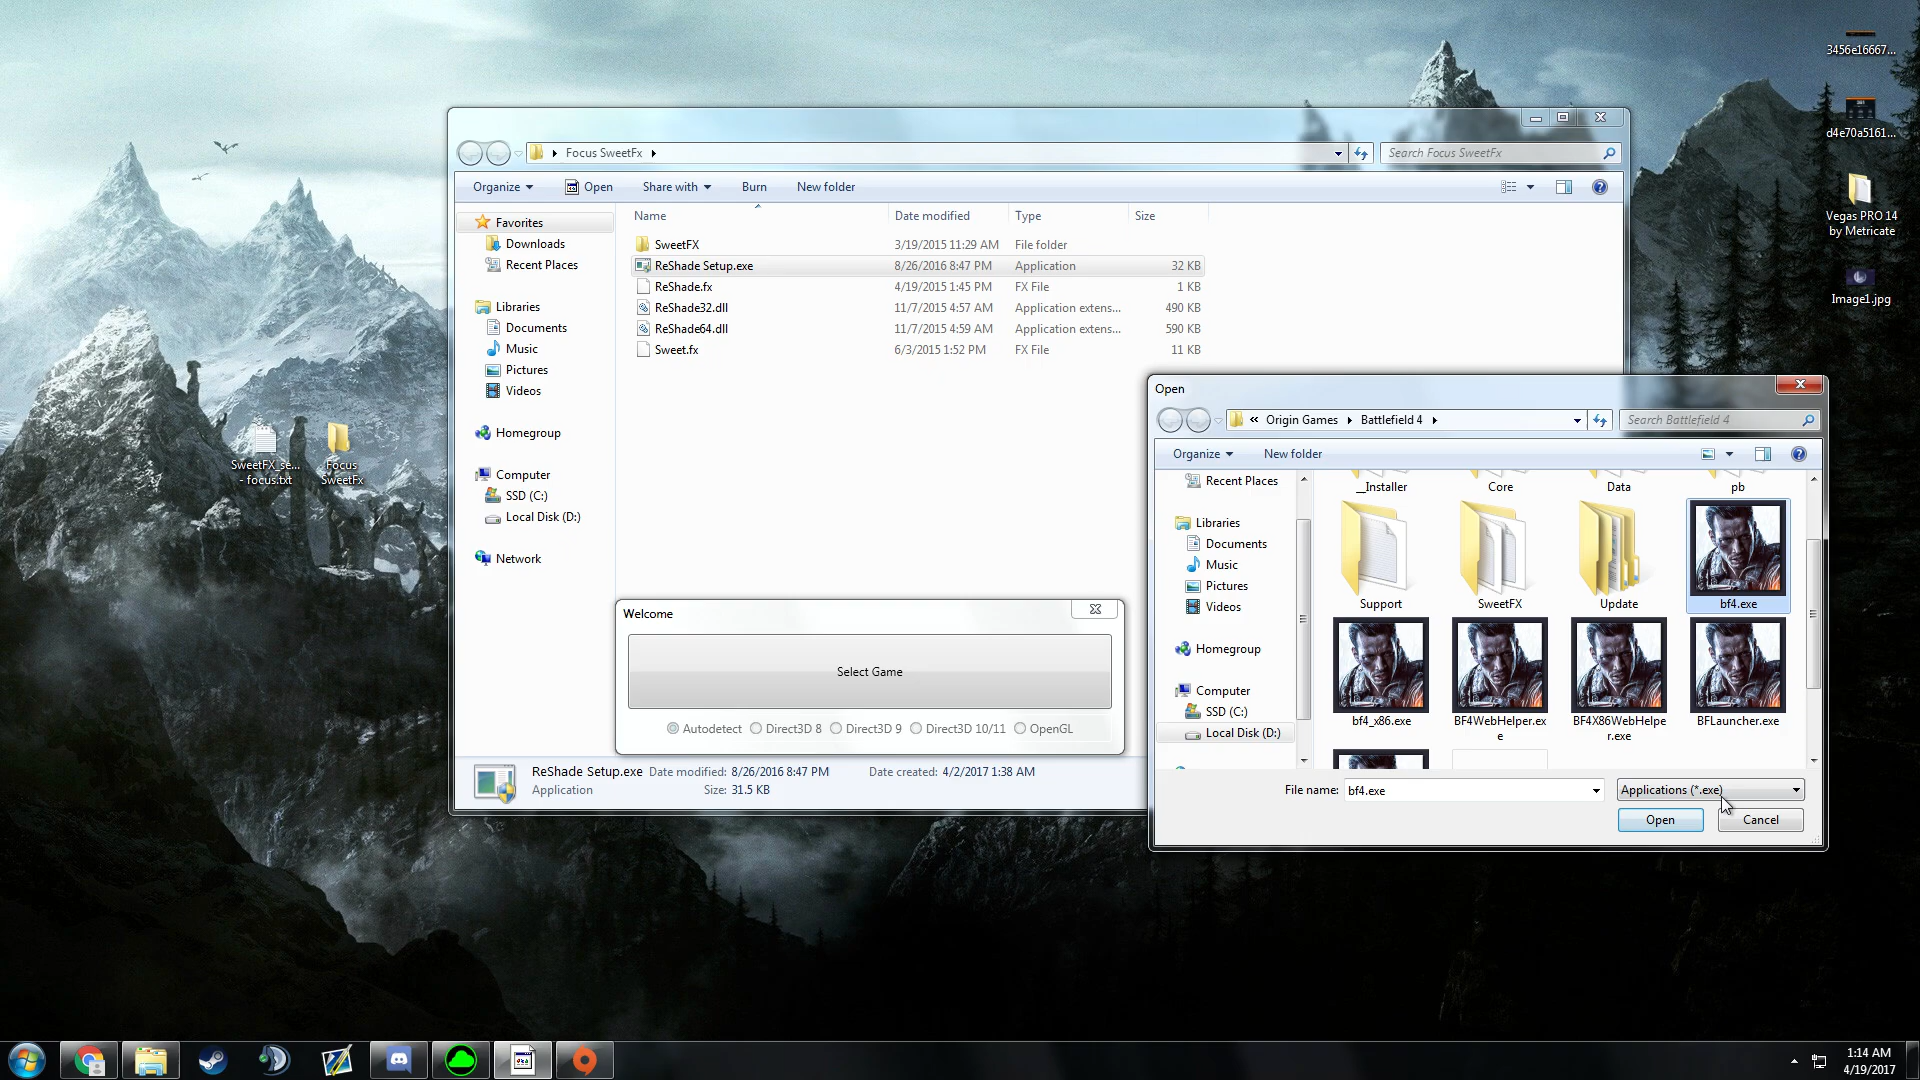 3456e16667...
d4e70a5161...
Vegas PRO 14
by Metricate
Image1.jpg
SweetFX_se...
- focus.txt
Focus
SweetFx
Focus SweetFx
Search Focus SweetFx
Organize
Open
Share with
Burn
New folder
Favorites
Downloads
Recent Places
Libraries
Documents
Music
Pictures
Videos
Homegroup
Computer
SSD (C:)
Local Disk (D:)
Network
Name Date modified Type Size
SweetFX 3/19/2015 11:29 AM File folder
ReShade Setup.exe 8/26/2016 8:47 PM Application 32 KB
ReShade.fx 4/19/2015 1:45 PM FX File 1 KB
ReShade32.dll 11/7/2015 4:57 AM Application extens... 490 KB
ReShade64.dll 11/7/2015 4:59 AM Application extens... 590 KB
Sweet.fx 6/3/2015 1:52 PM FX File 11 KB
Welcome
Select Game
Autodetect Direct3D 8 Direct3D 9 Direct3D 10/11 OpenGL
ReShade Setup.exe Date modified: 8/26/2016 8:47 PM Date created: 4/2/2017 1:38 AM
Application Size: 31.5 KB
Open
« Origin Games Battlefield 4
Search Battlefield 4
Organize
New folder
Recent Places
Libraries
Documents
Music
Pictures
Videos
Homegroup
Computer
SSD (C:)
Local Disk (D:)
__Installer Core Data pb
Support SweetFX Update bf4.exe
bf4_x86.exe
BF4WebHelper.ex
e
BF4X86WebHelpe
r.exe
BFLauncher.exe
File name: bf4.exe
Applications (*.exe)
Open
Cancel
1:14 AM
4/19/2017